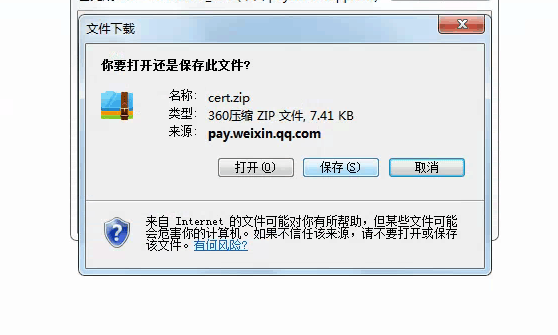 文件下载
你要打开还是保存此文件?
名称: cert.zip
类型: 360压缩 ZIP 文件, 7.41 KB
来源: pay.weixin.qq.com
打开(O) 保存(S) 取消
来自 Internet 的文件可能对你有所帮助，但某些文件可能
会危害你的计算机。如果不信任该来源，请不要打开或保存
该文件。有何风险?